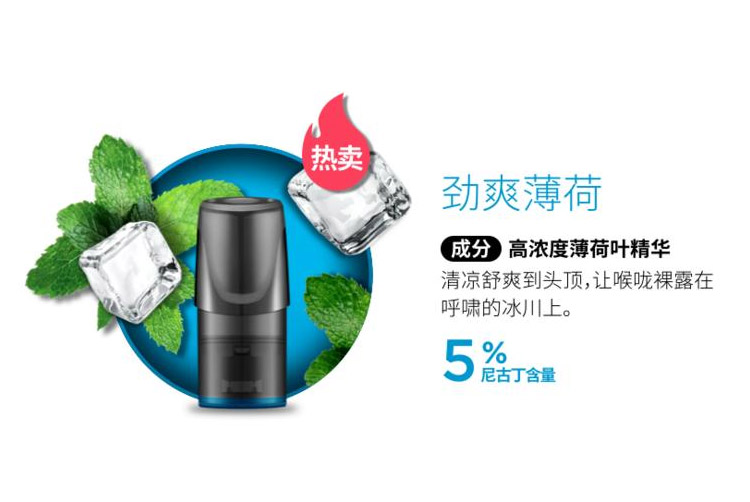 热卖
劲爽薄荷
成分 高浓度薄荷叶精华
清凉舒爽到头顶,让喉咙裸露在
呼啸的冰川上。
5%
尼古丁含量